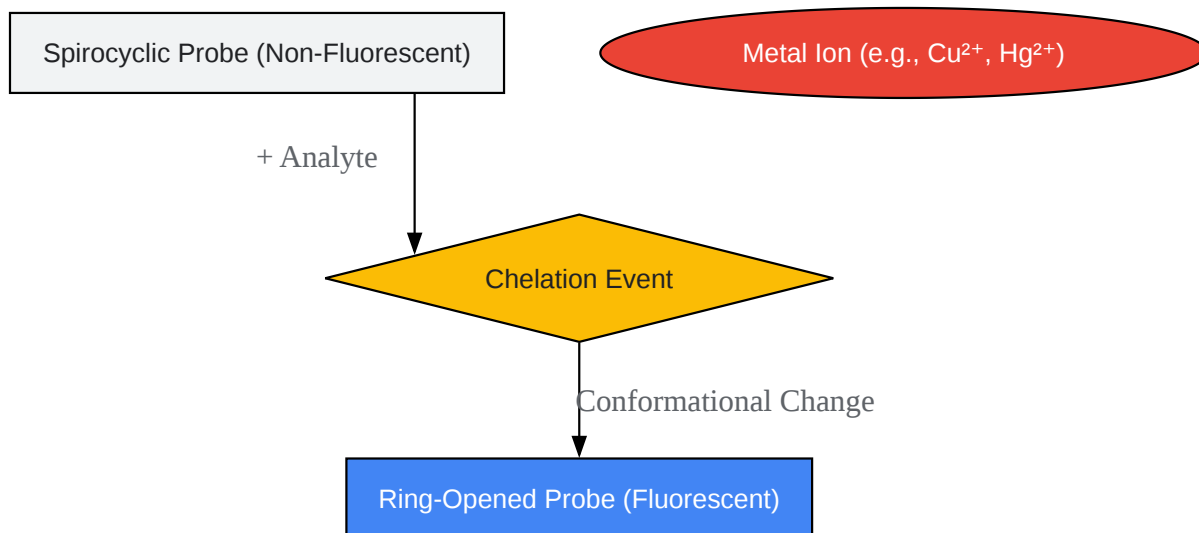 Spirocyclic Probe (Non-Fluorescent)
Metal Ion (e.g., Cu²⁺, Hg²⁺)
+ Analyte
Chelation Event
Conformational Change
Ring-Opened Probe (Fluorescent)